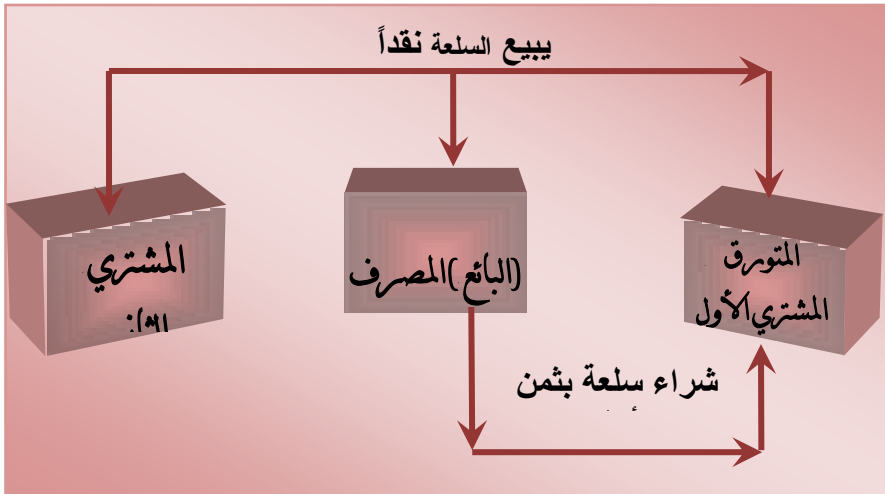 يبيع السلعة نقداً
المتورق
المشتري الأول
(البائع)المصرف
المشتري
شراء سلعة بثمن